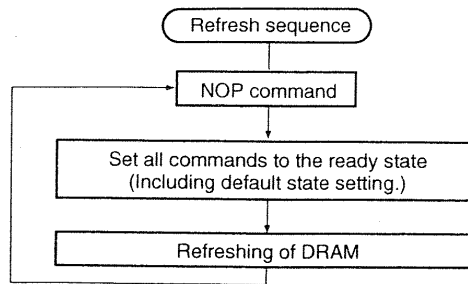 Refresh sequence
NOP command
Set all commands to the ready state
(Including default state setting.)
Refreshing of DRAM